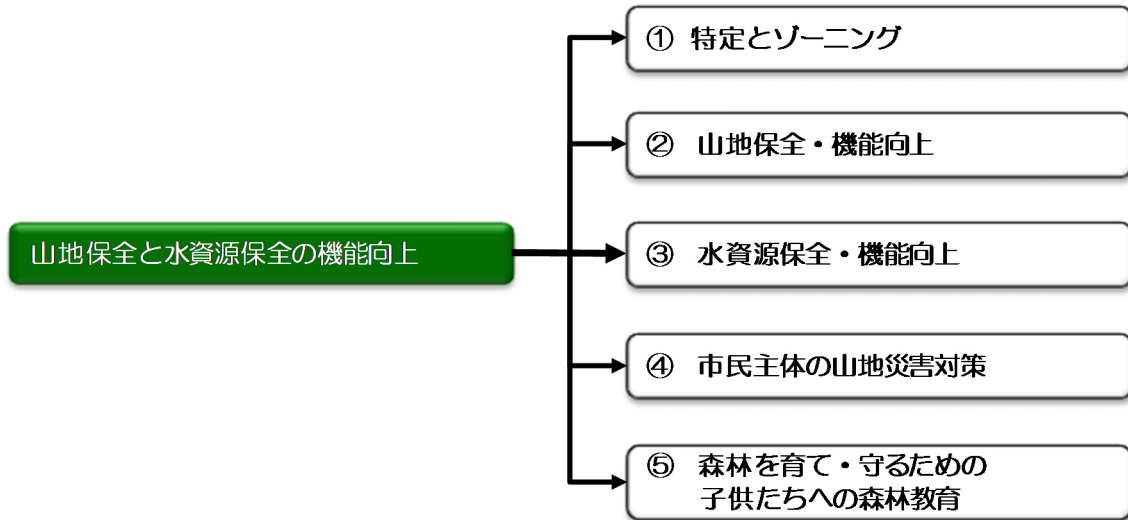 ① 特定とゾーニング
② 山地保全・機能向上
山地保全と水資源保全の機能向上
③ 水資源保全・機能向上
④ 市民主体の山地災害対策
⑤ 森林を育て・守るための
子供たちへの森林教育